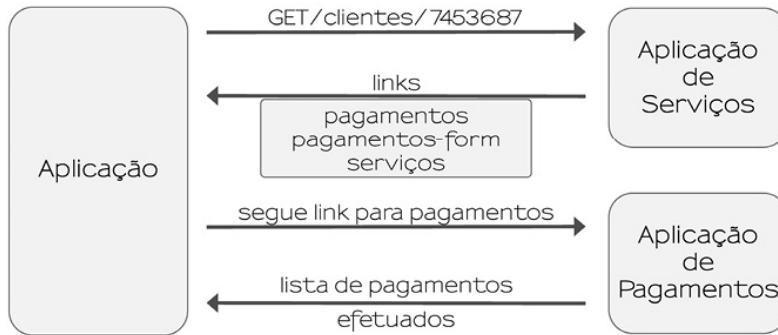 GET/clientes/7453687
Aplicação
de
Serviços
links
pagamentos
pagamentos-form
serviços
Aplicação
segue link para pagamentos
Aplicação
de
Pagamentos
lista de pagamentos
efetuados